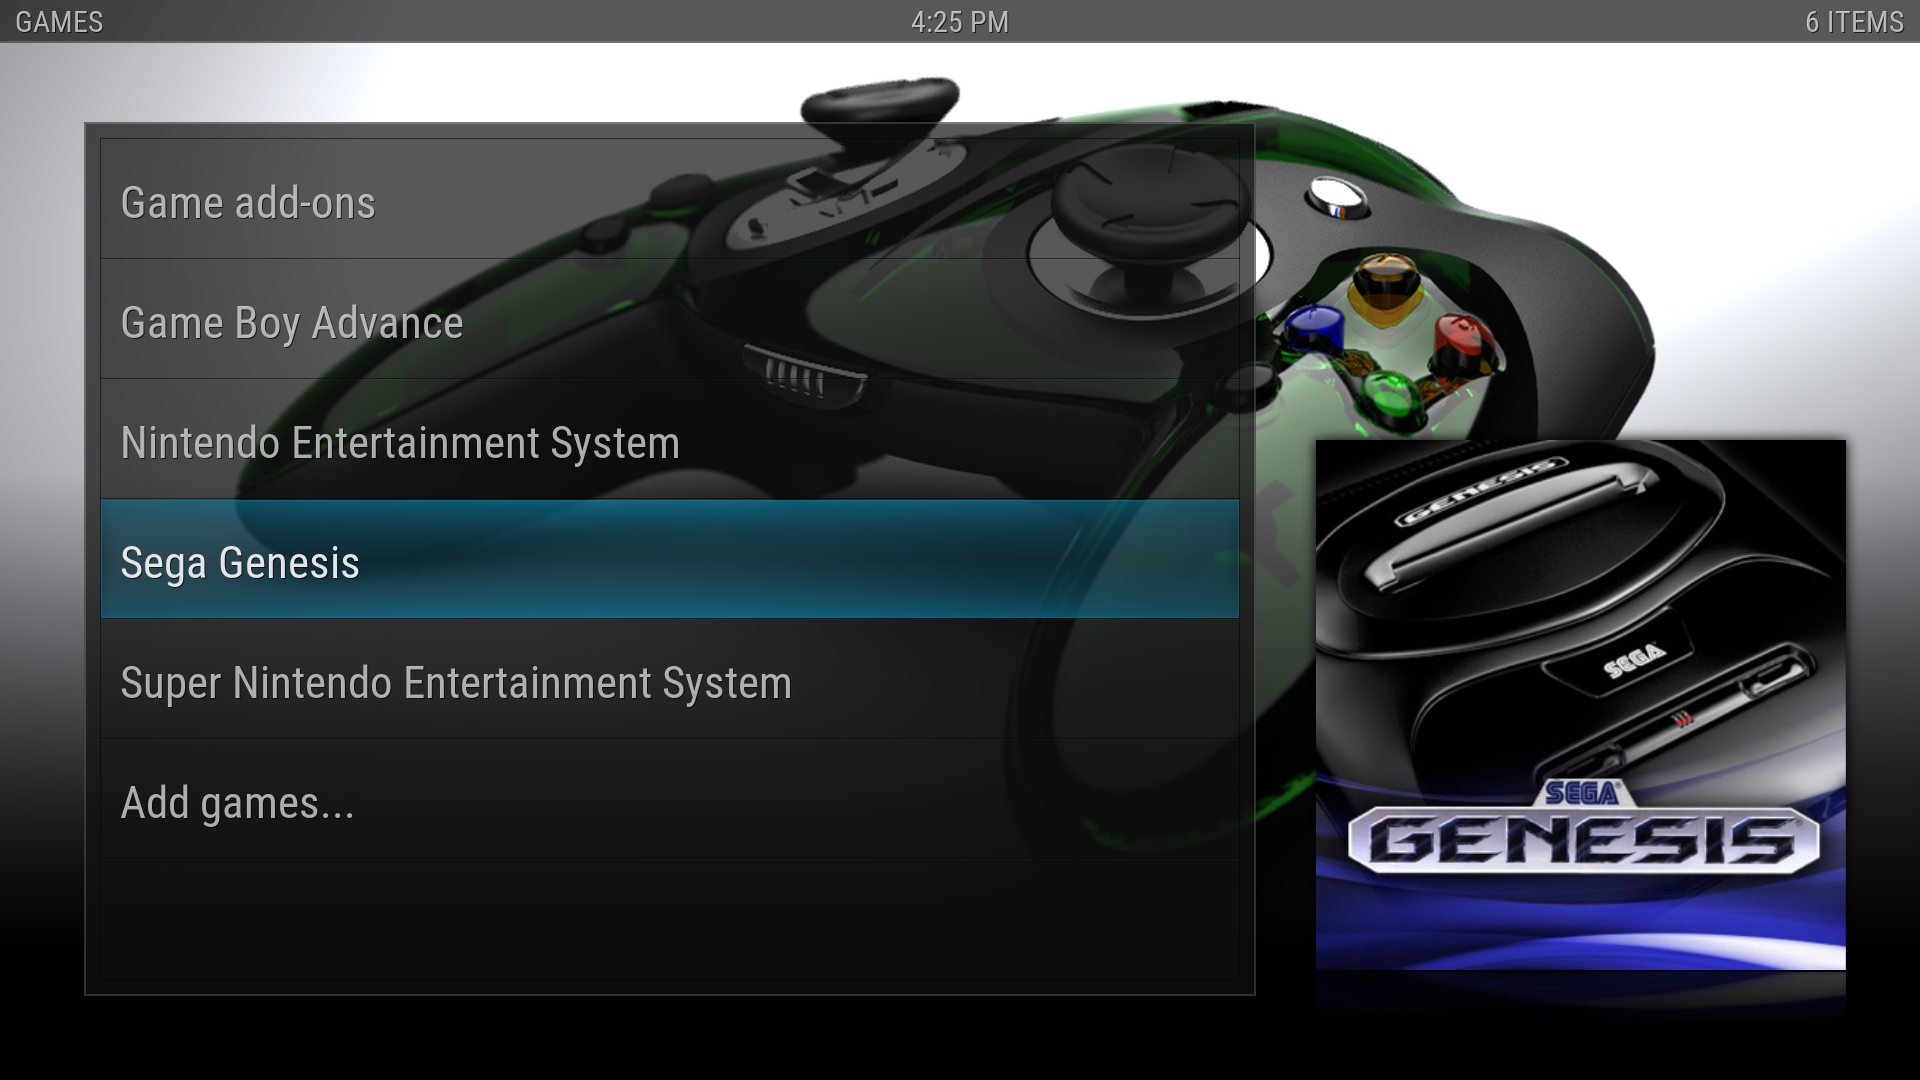 GAMES
4:25 PM
6 ITEMS
Game add-ons
Game Boy Advance
Nintendo Entertainment System
Sega Genesis
Super Nintendo Entertainment System
Add games...
GENESIS
SEGA
SEGA
GENESIS